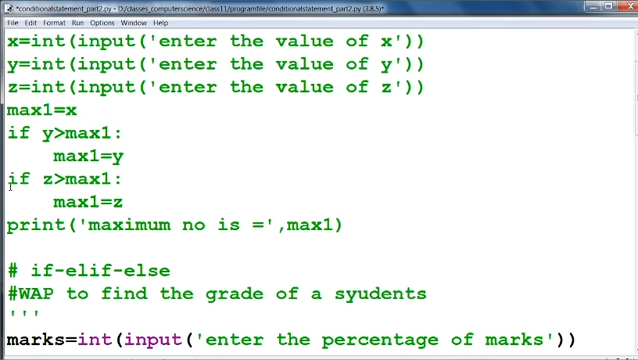 *conditionalstatement_part2.py - D:/classes_computerscience/class11/programfile/conditionalstatement_part2.py (3.8.5)*
File Edit Format Run Options Window Help
x=int(input('enter the value of x'))
y=int(input('enter the value of y'))
z=int(input('enter the value of z'))
max1=x
if y>max1:
    max1=y
if z>max1:
    max1=z
print('maximum no is =',max1)

# if-elif-else
#WAP to find the grade of a syudents
'''
marks=int(input('enter the percentage of marks'))